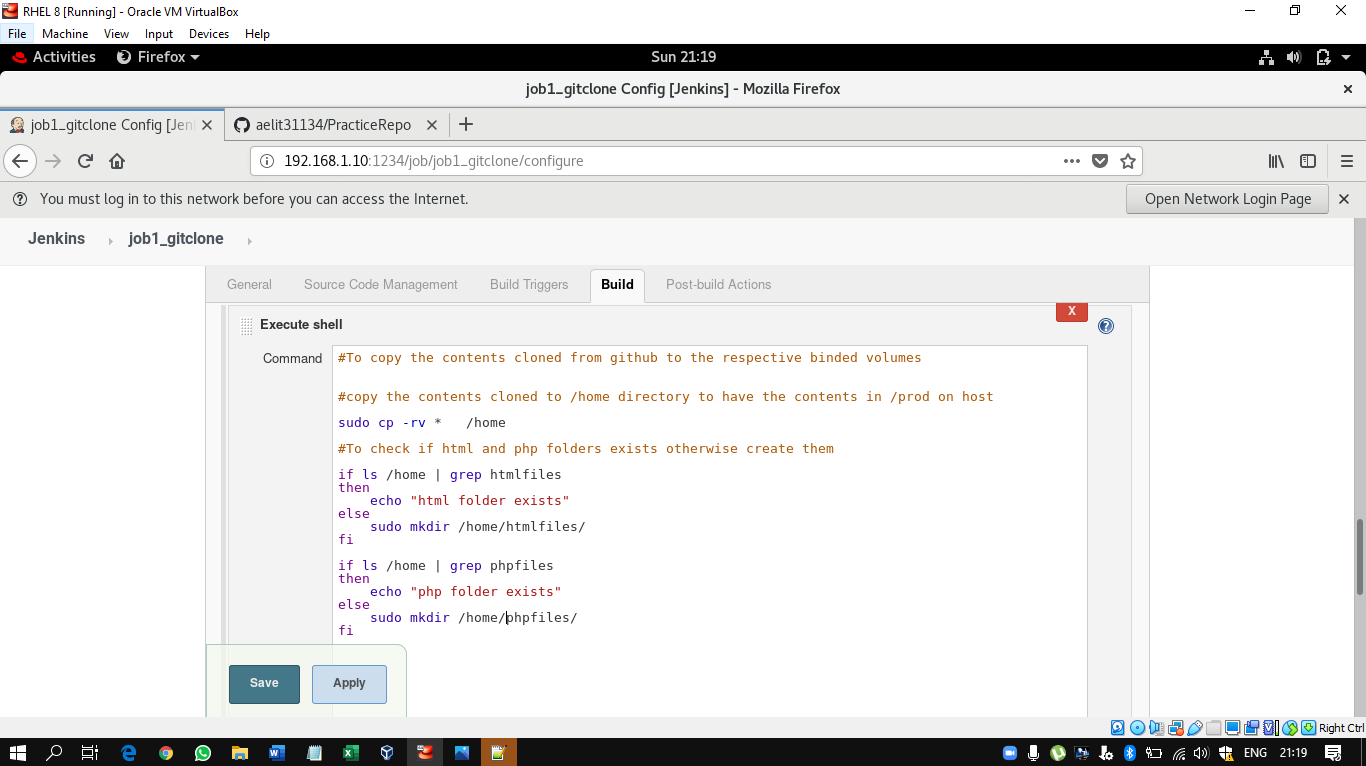 RHEL 8 [Running] - Oracle VM VirtualBox
File Machine View Input Devices Help
Activities Firefox Sun 21:19
job1_gitclone Config [Jenkins] - Mozilla Firefox
job1_gitclone Config [Jen aelit31134/PracticeRepo
192.168.1.10:1234/job/job1_gitclone/configure
You must log in to this network before you can access the Internet. Open Network Login Page
Jenkins job1_gitclone
General Source Code Management Build Triggers Build Post-build Actions
Execute shell X
Command
#To copy the contents cloned from github to the respective binded volumes
#copy the contents cloned to /home directory to have the contents in /prod on host
sudo cp -rv *   /home
#To check if html and php folders exists otherwise create them
if ls /home | grep htmlfiles
then
    echo "html folder exists"
else
    sudo mkdir /home/htmlfiles/
fi
if ls /home | grep phpfiles
then
    echo "php folder exists"
else
    sudo mkdir /home/phpfiles/
fi
Save Apply
Right Ctrl
ENG 21:19